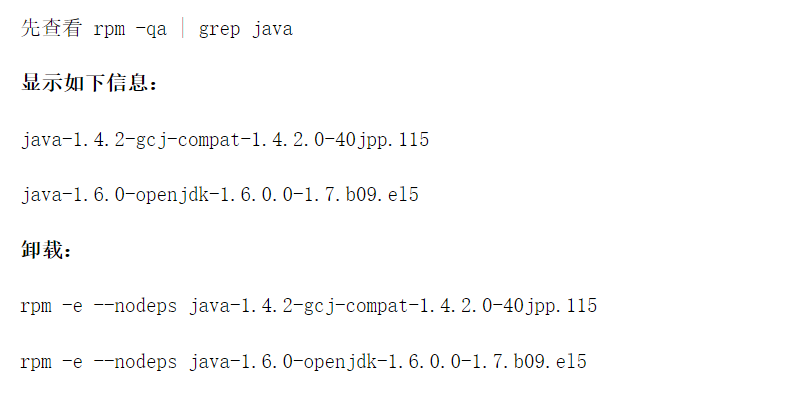 先查看 rpm -qa | grep java
显示如下信息：
java-1.4.2-gcj-compat-1.4.2.0-40jpp.115
java-1.6.0-openjdk-1.6.0.0-1.7.b09.el5
卸载：
rpm -e --nodeps java-1.4.2-gcj-compat-1.4.2.0-40jpp.115
rpm -e --nodeps java-1.6.0-openjdk-1.6.0.0-1.7.b09.el5